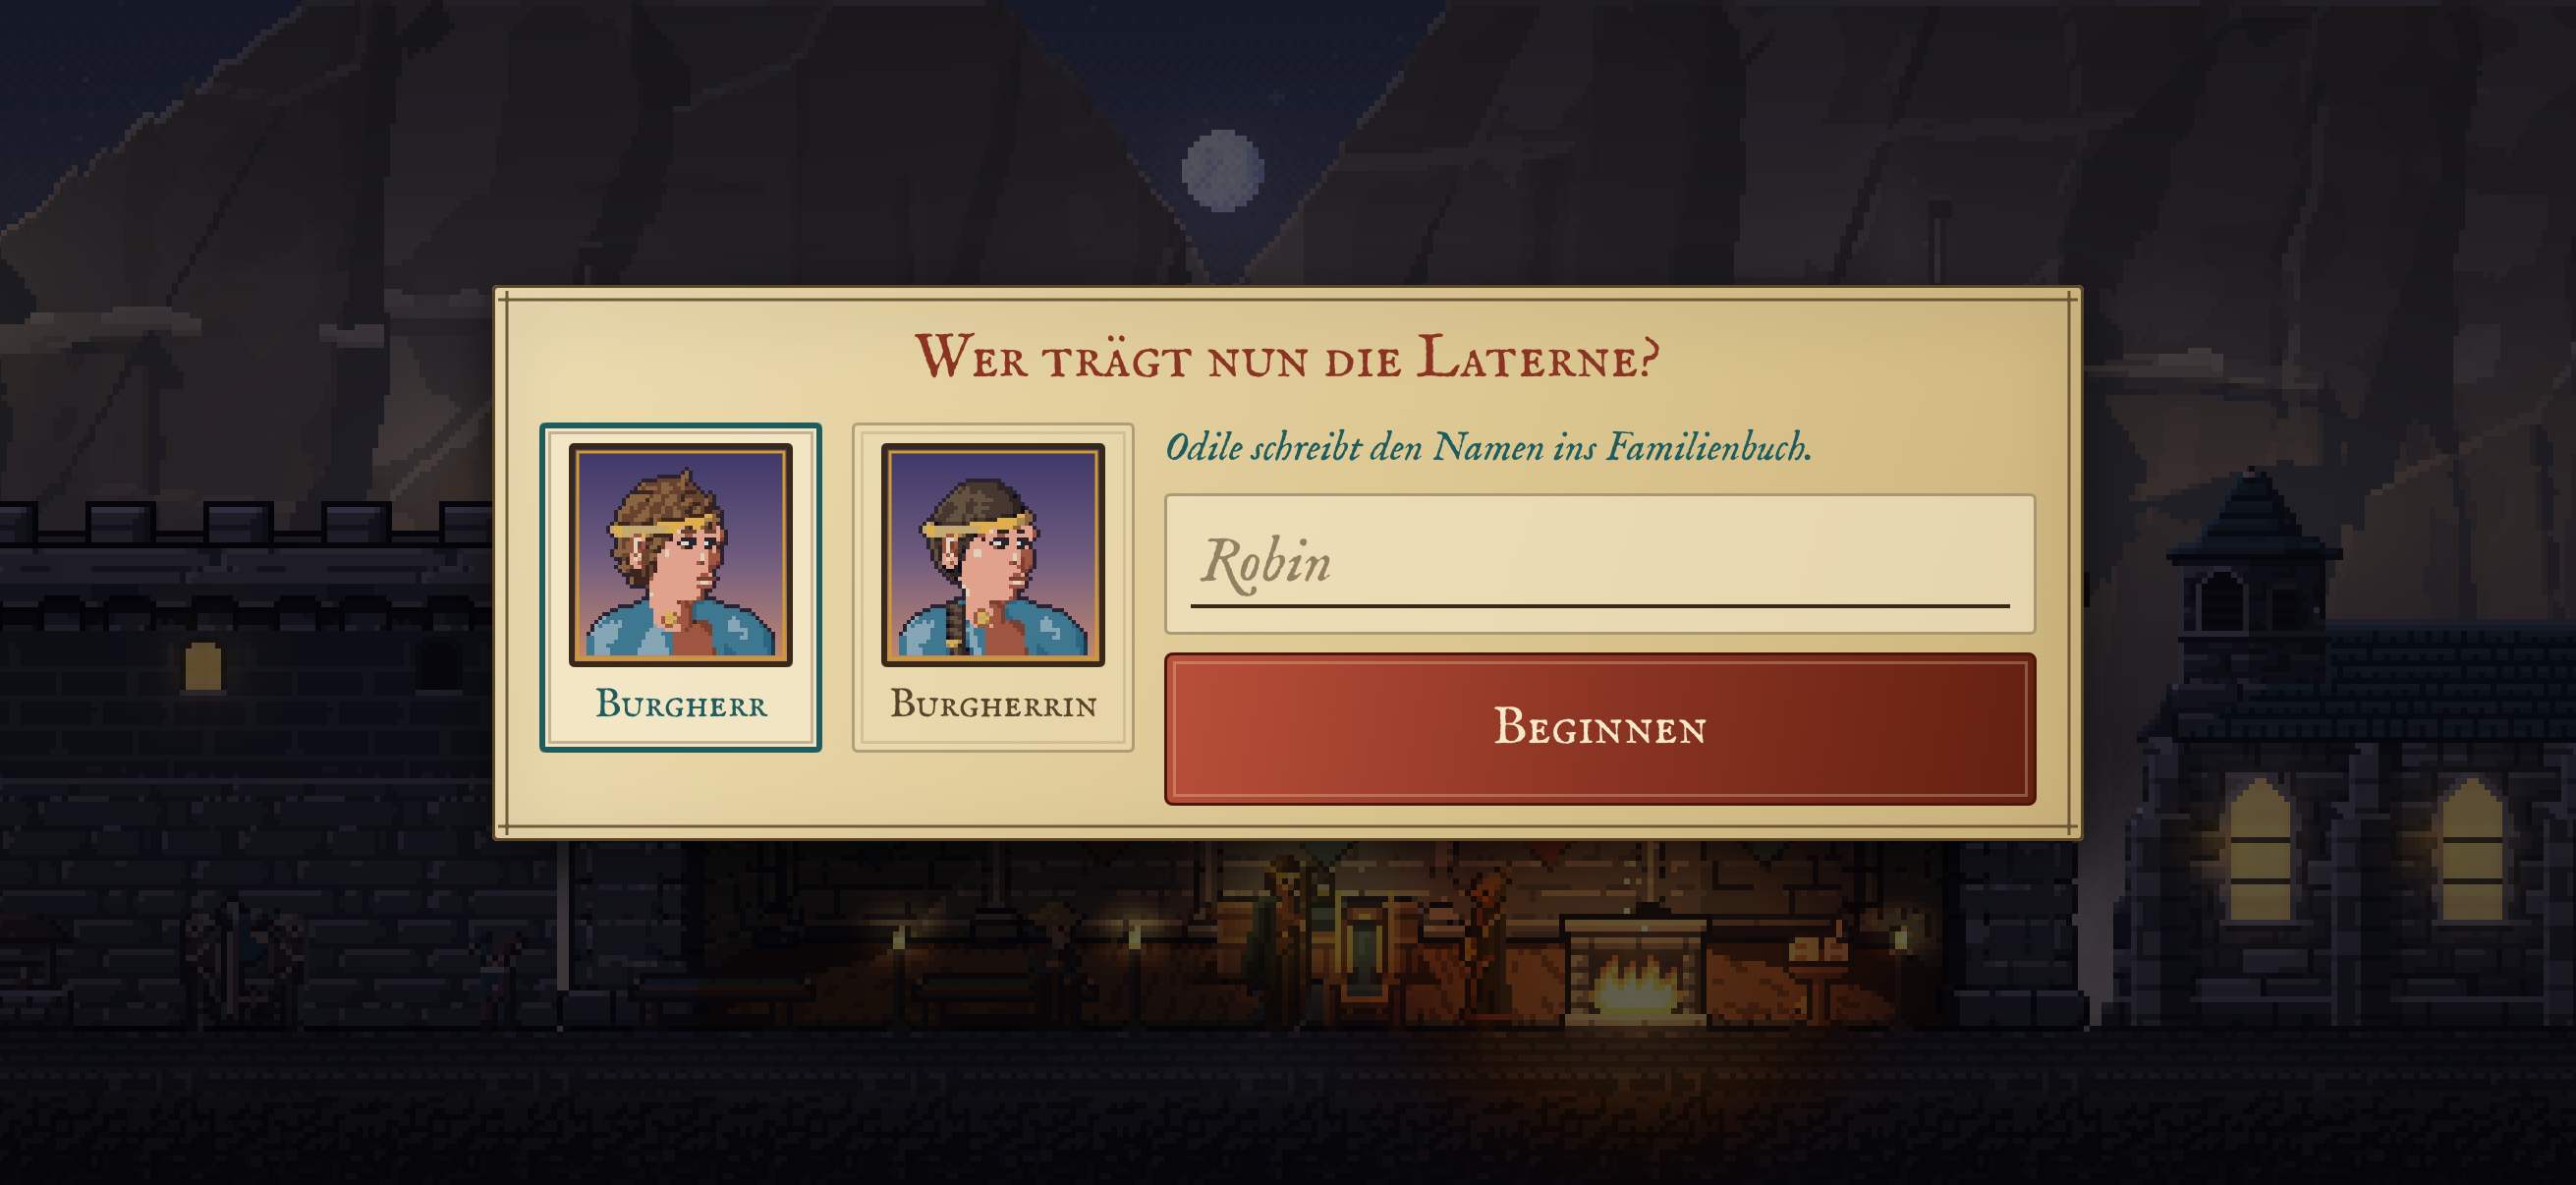 Wer trägt nun die Laterne?
Odile schreibt den Namen ins Familienbuch.
Robin
Burgherr
Burgherrin
Beginnen